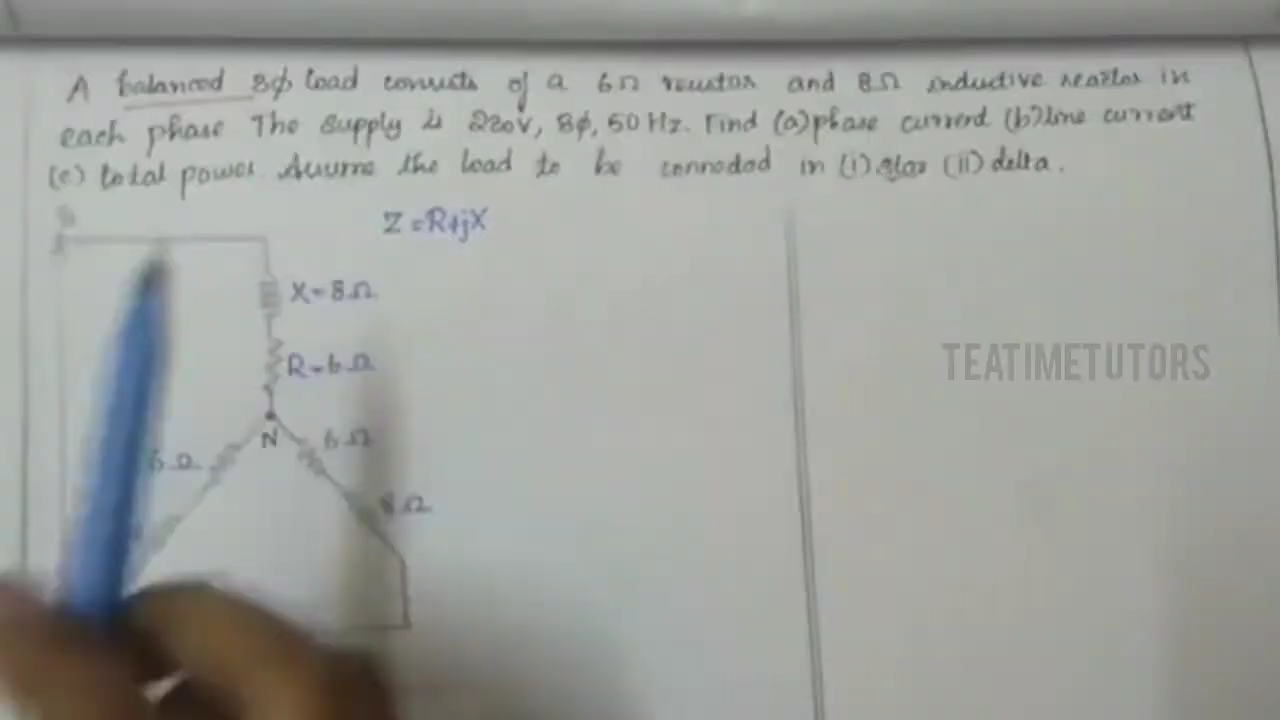 A balanced 3ϕ load consists of a 6Ω resistor and 8Ω inductive reactor in
each phase The supply is 220V, 3ϕ, 50 Hz. Find (a) phase current (b) line current
(c) total power Assume the load to be connected in (i) star (ii) delta.
Z = R+jX
X=8Ω
R=6Ω
N
6Ω
6Ω
8Ω
TEATIMETUTORS